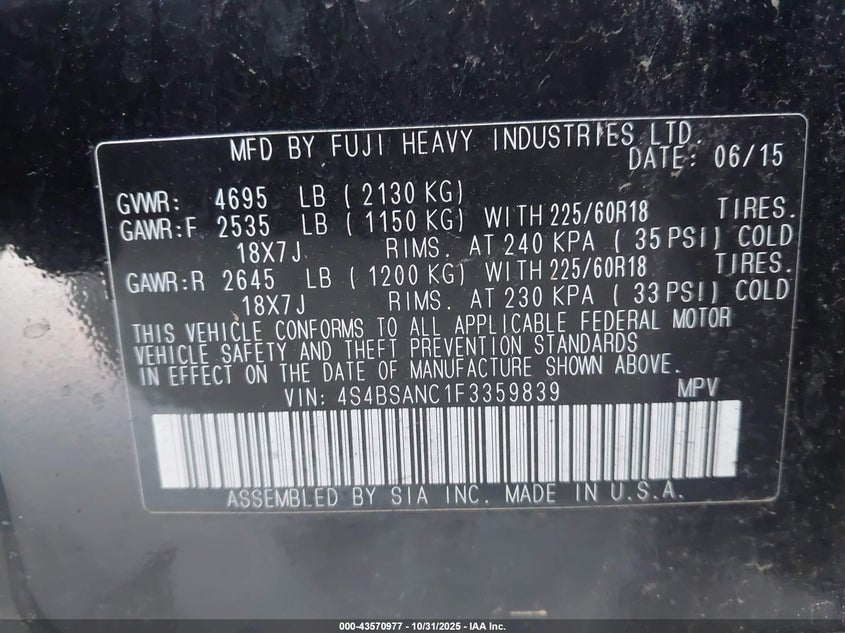 MFD BY FUJI HEAVY INDUSTRIES LTD.
DATE: 06/15
GVWR: 4695 LB ( 2130 KG)
GAWR:F 2535 LB ( 1150 KG) WITH 225/60R18 TIRES.
18X7J RIMS. AT 240 KPA ( 35 PSI) COLD
GAWR:R 2645 LB ( 1200 KG) WITH 225/60R18 TIRES.
18X7J RIMS. AT 230 KPA ( 33 PSI) COLD
THIS VEHICLE CONFORMS TO ALL APPLICABLE FEDERAL MOTOR
VEHICLE SAFETY AND THEFT PREVENTION STANDARDS
IN EFFECT ON THE DATE OF MANUFACTURE SHOWN ABOVE.
VIN: 4S4BSANC1F3359839 MPV
ASSEMBLED BY SIA INC. MADE IN U.S.A.
000-43570977 - 10/31/2025 - IAA Inc.